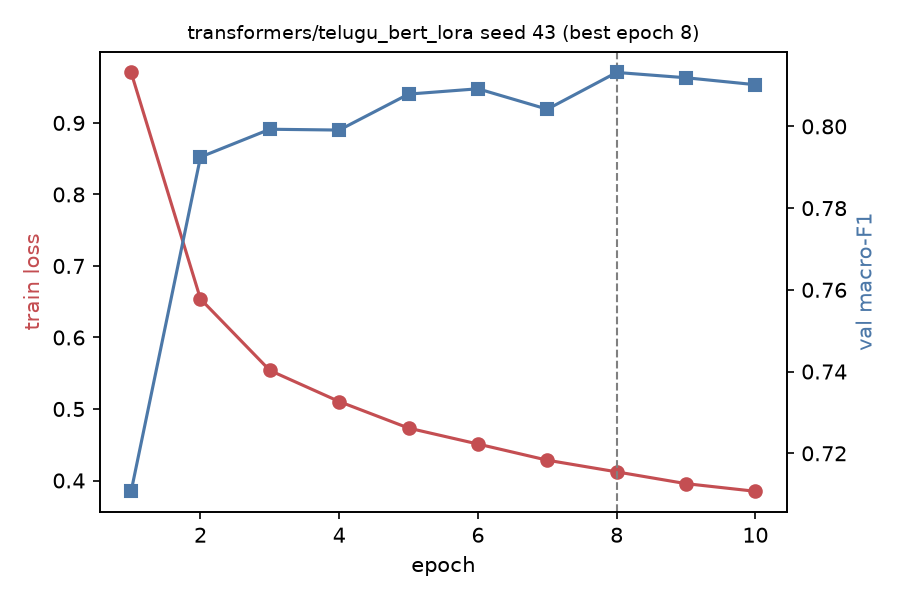 transformers/telugu_bert_lora seed 43 (best epoch 8)
train loss
0.9
0.8
0.7
0.6
0.5
0.4
0.80
0.78
0.76
0.74
0.72
val macro-F1
2 4 6 8 10
epoch